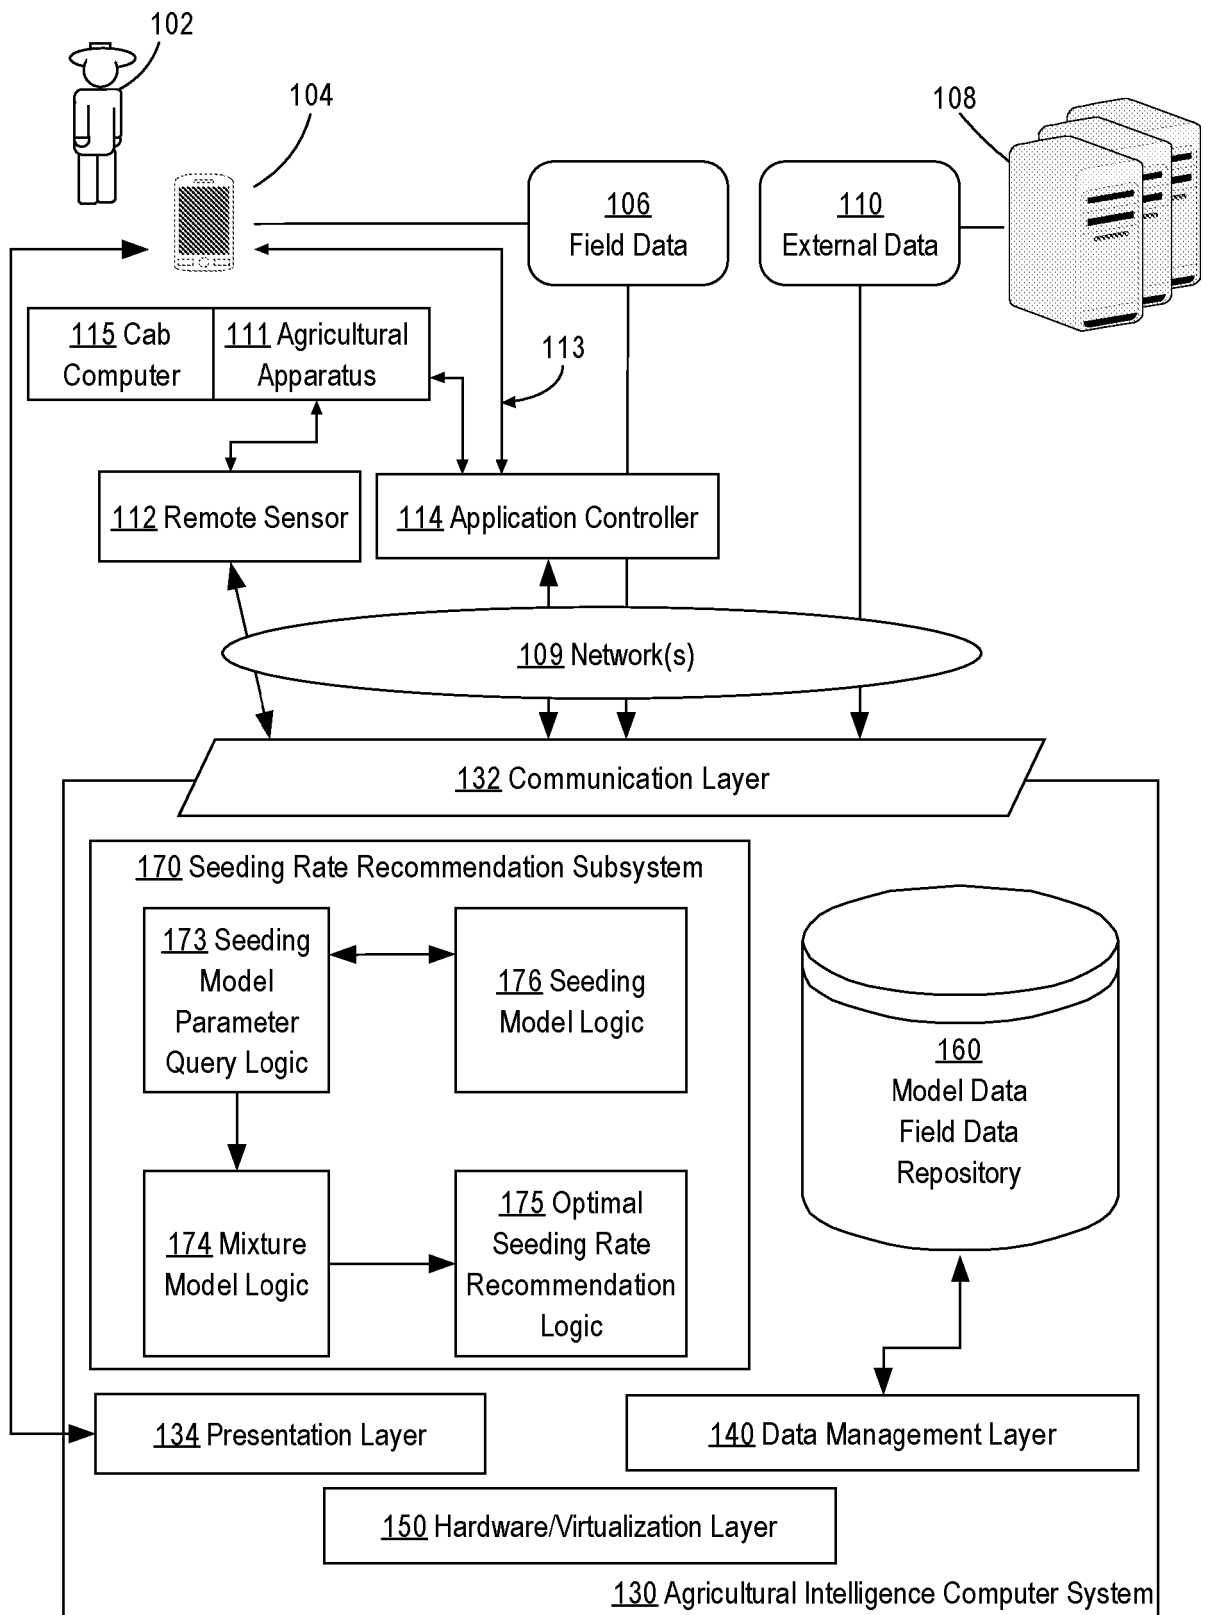 102
104
108
106
Field Data
110
External Data
115 Cab
Computer
111 Agricultural
Apparatus
113
112 Remote Sensor
114 Application Controller
109 Network(s)
132 Communication Layer
170 Seeding Rate Recommendation Subsystem
173 Seeding
Model
Parameter
Query Logic
176 Seeding
Model Logic
160
Model Data
Field Data
Repository
174 Mixture
Model Logic
175 Optimal
Seeding Rate
Recommendation
Logic
134 Presentation Layer
140 Data Management Layer
150 Hardware/Virtualization Layer
130 Agricultural Intelligence Computer System